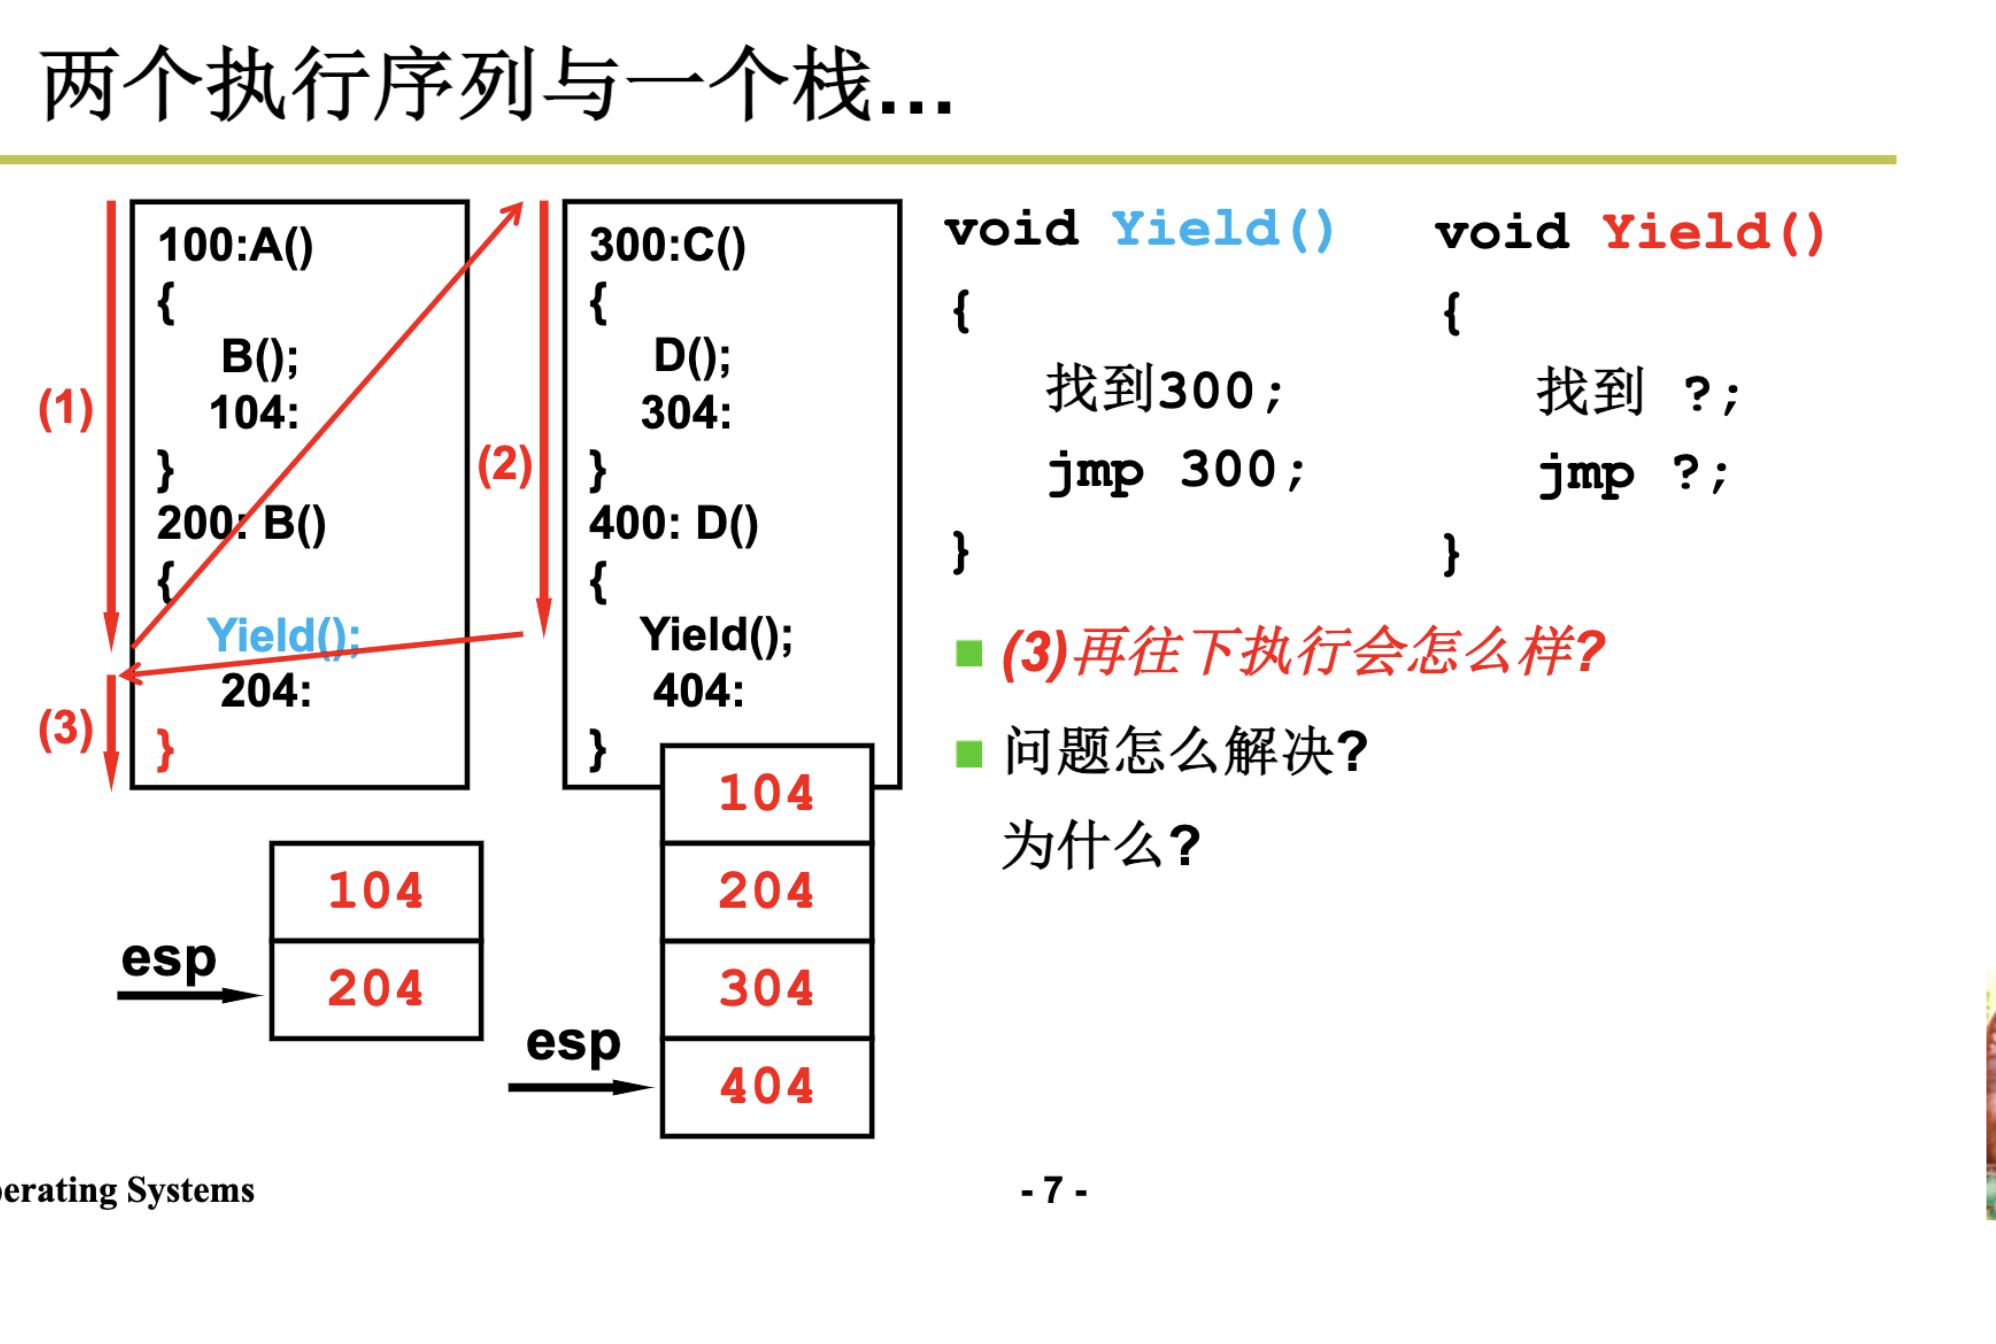 两个执行序列与一个栈...
100:A()
{
B();
104:
}
200: B()
{
Yield();
204:
}
(1)
(3)
300:C()
{
D();
304:
}
400: D()
{
Yield();
404:
}
(2)
void Yield()
{
找到300;
jmp 300;
}
void Yield()
{
找到 ?;
jmp ?;
}
(3)再往下执行会怎么样?
问题怎么解决?
为什么?
esp
104
204
esp
104
204
304
404
erating Systems
- 7 -